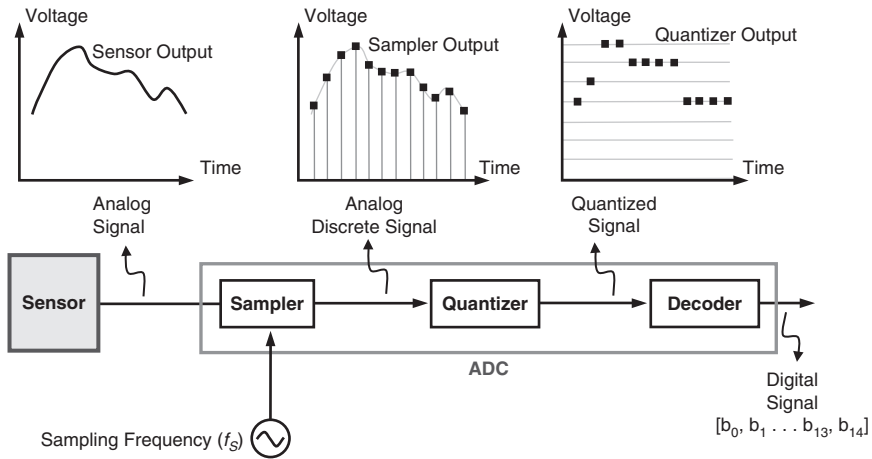 Voltage
Sensor Output
Time
Voltage
Sampler Output
Time
Voltage
Quantizer Output
Time
Analog
Signal
Analog
Discrete Signal
Quantized
Signal
Sensor
Sampler
Quantizer
Decoder
ADC
Sampling Frequency (fS)
Digital
Signal
[b0, b1 . . . b13, b14]